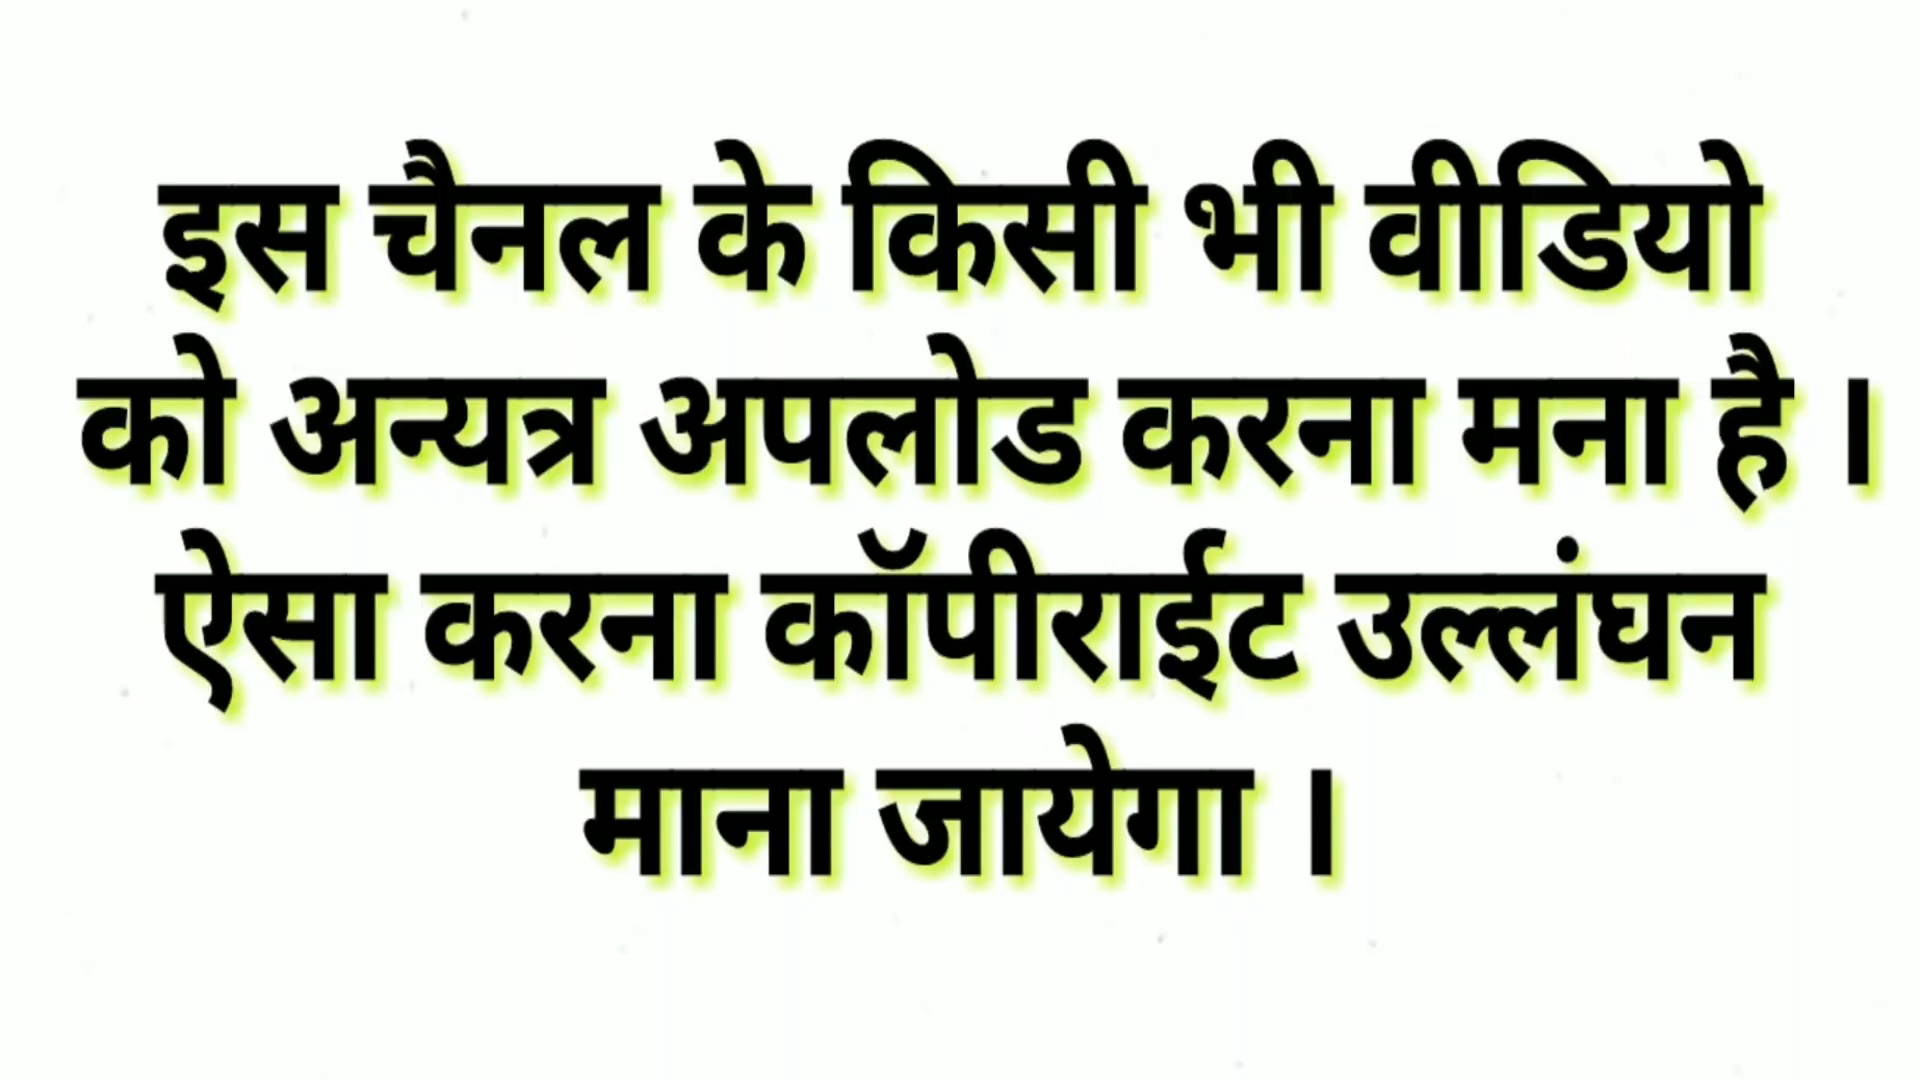 इस चैनल के किसी भी वीडियो
को अन्यत्र अपलोड करना मना है ।
ऐसा करना कॉपीराईट उल्लंघन
माना जायेगा ।